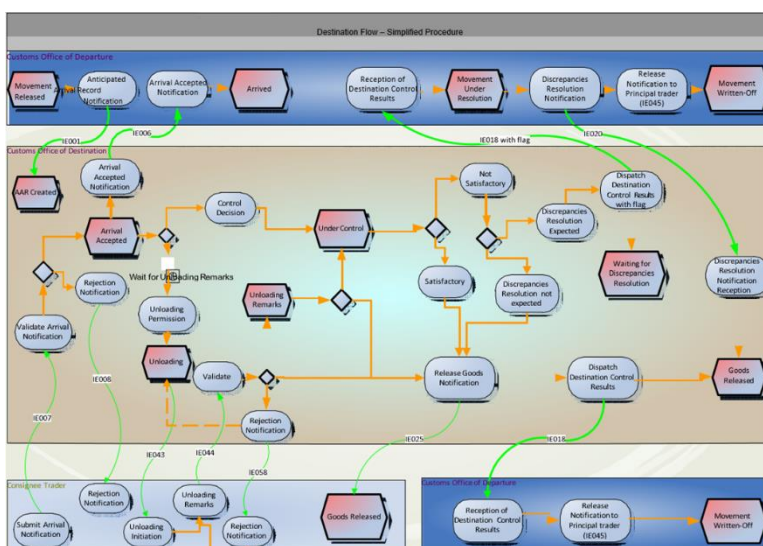 Destination Flow – Simplified Procedure
Customs Office of Departure
Movement
Released
Arrival Record
Anticipated
Notification
Arrival Accepted
Notification
Arrived
Reception of
Destination Control
Results
Movement
Under
Resolution
Discrepancies
Resolution
Notification
Release
Notification to
Principal trader
(IE045)
Movement
Written-Off
IE001
IE006
IE018 with flag
IE020
Customs Office of Destination
AAR Created
Arrival
Accepted
Notification
Arrival
Accepted
Control
Decision
Under Control
Not
Satisfactory
Discrepancies
Resolution
Expected
Dispatch
Destination
Control Results
with flag
Wait for Unloading Remarks
Rejection
Notification
Validate Arrival
Notification
Unloading
Permission
Unloading
Remarks
Satisfactory
Discrepancies
Resolution not
expected
Waiting for
Discrepancies
Resolution
Discrepancies
Resolution
Notification
Reception
Unloading
Validate
Rejection
Notification
Release Goods
Notification
Dispatch
Destination Control
Results
Goods
Released
IE007
IE008
IE043
IE044
IE058
IE025
IE018
Consignee Trader
Submit Arrival
Notification
Rejection
Notification
Unloading
Initiation
Unloading
Remarks
Rejection
Notification
Goods Released
Customs Office of Departure
Reception of
Destination Control
Results
Release
Notification to
Principal trader
(IE045)
Movement
Written-Off